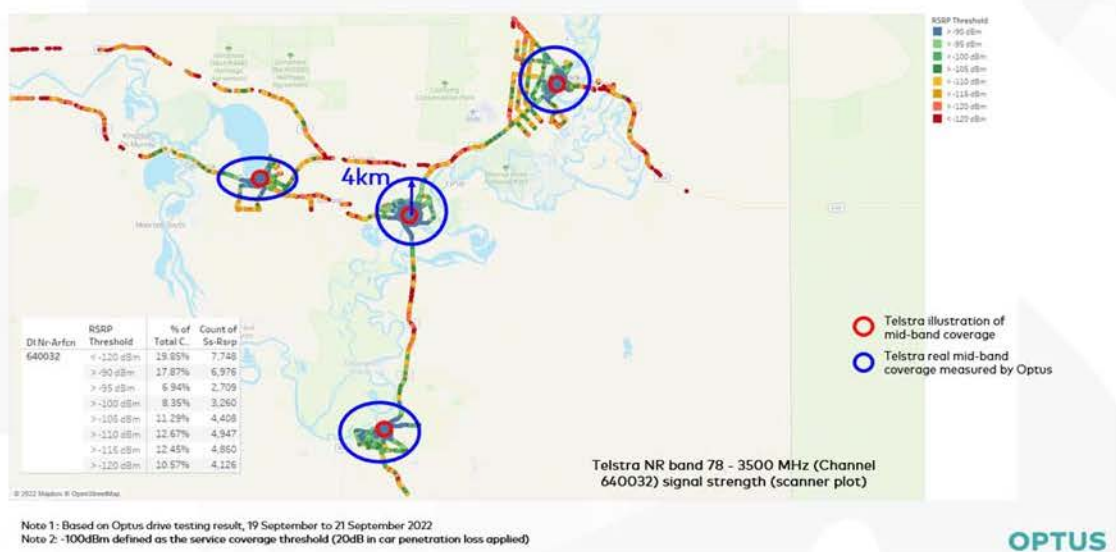 RSRP Threshold
> -90 dBm
> -95 dBm
> -100 dBm
> -105 dBm
> -110 dBm
> -115 dBm
> -120 dBm
< -120 dBm
4km
Telstra illustration of
mid-band coverage
Telstra real mid-band
coverage measured by Optus
Dl.Nr-Arfcn RSRP Threshold % of Total C.. Count of Ss-Rsrp
640032 < -120 dBm 19.85% 7,748
> -90 dBm 17.87% 6,976
> -95 dBm 6.94% 2,709
> -100 dBm 8.35% 3,260
> -105 dBm 11.29% 4,408
> -110 dBm 12.67% 4,947
> -115 dBm 12.45% 4,860
> -120 dBm 10.57% 4,126
Telstra NR band 78 - 3500 MHz (Channel
640032) signal strength (scanner plot)
© 2022 Mapbox © OpenStreetMap
Note 1 : Based on Optus drive testing result, 19 September to 21 September 2022
Note 2: -100dBm defined as the service coverage threshold (20dB in car penetration loss applied)
OPTUS